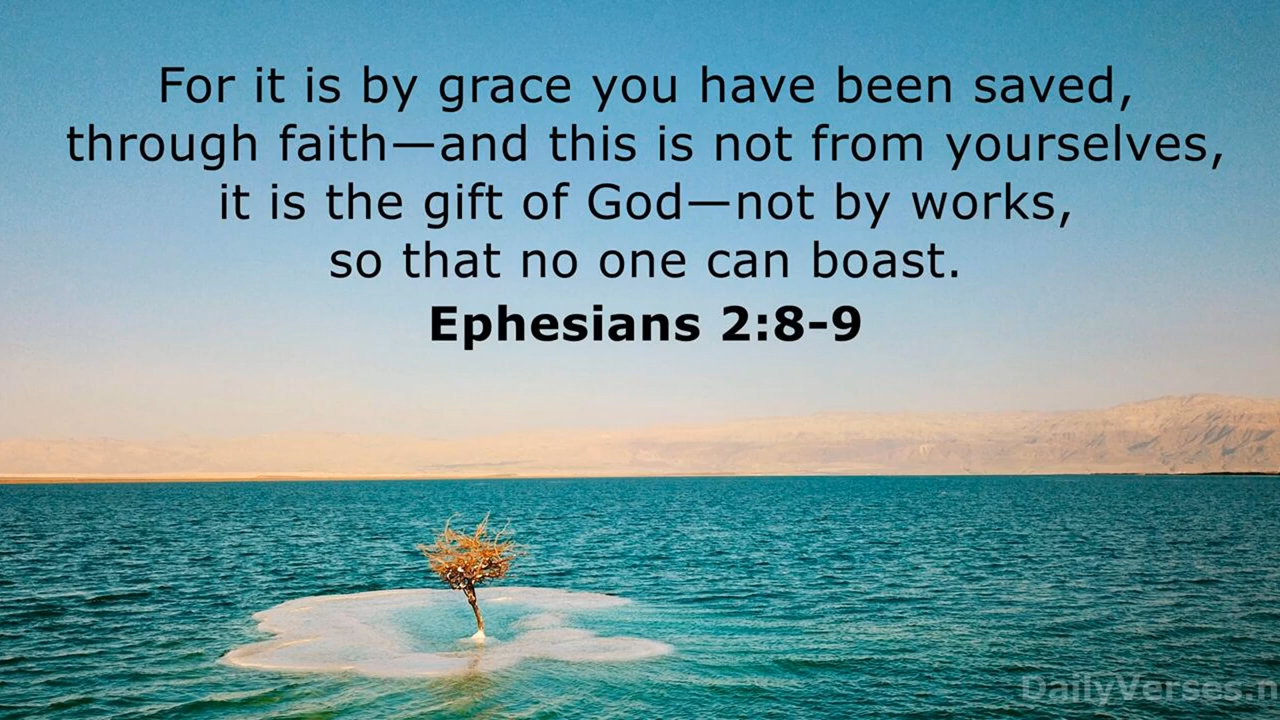 For it is by grace you have been saved,
through faith—and this is not from yourselves,
it is the gift of God—not by works,
so that no one can boast.
Ephesians 2:8-9
DailyVerses.n